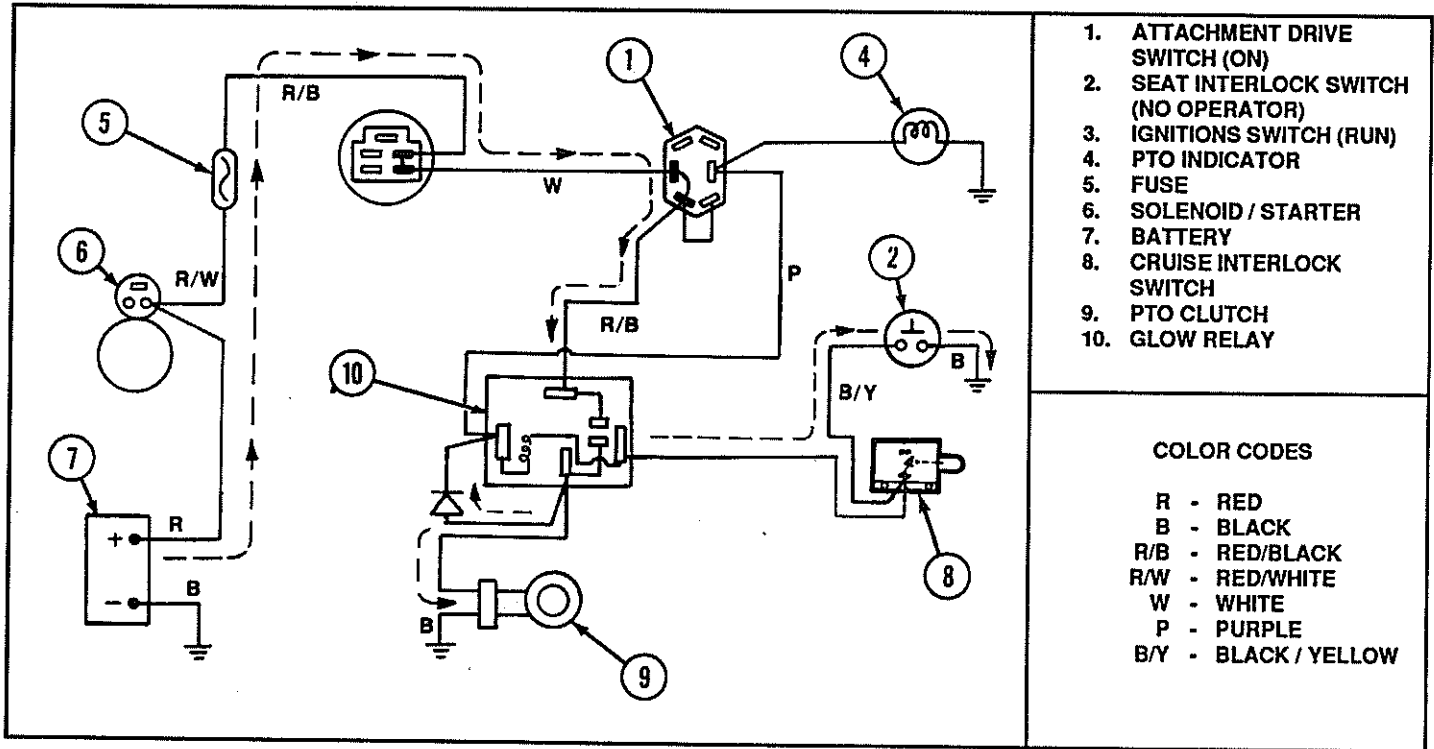 1. ATTACHMENT DRIVE
SWITCH (ON)
2. SEAT INTERLOCK SWITCH
(NO OPERATOR)
3. IGNITIONS SWITCH (RUN)
4. PTO INDICATOR
5. FUSE
6. SOLENOID / STARTER
7. BATTERY
8. CRUISE INTERLOCK
SWITCH
9. PTO CLUTCH
10. GLOW RELAY
COLOR CODES
R - RED
B - BLACK
R/B - RED/BLACK
R/W - RED/WHITE
W - WHITE
P - PURPLE
B/Y - BLACK / YELLOW
1
4
R/B
5
W
6
R/W
2
P
R/B
B
10
B/Y
7
R
+
B
-
8
B
9